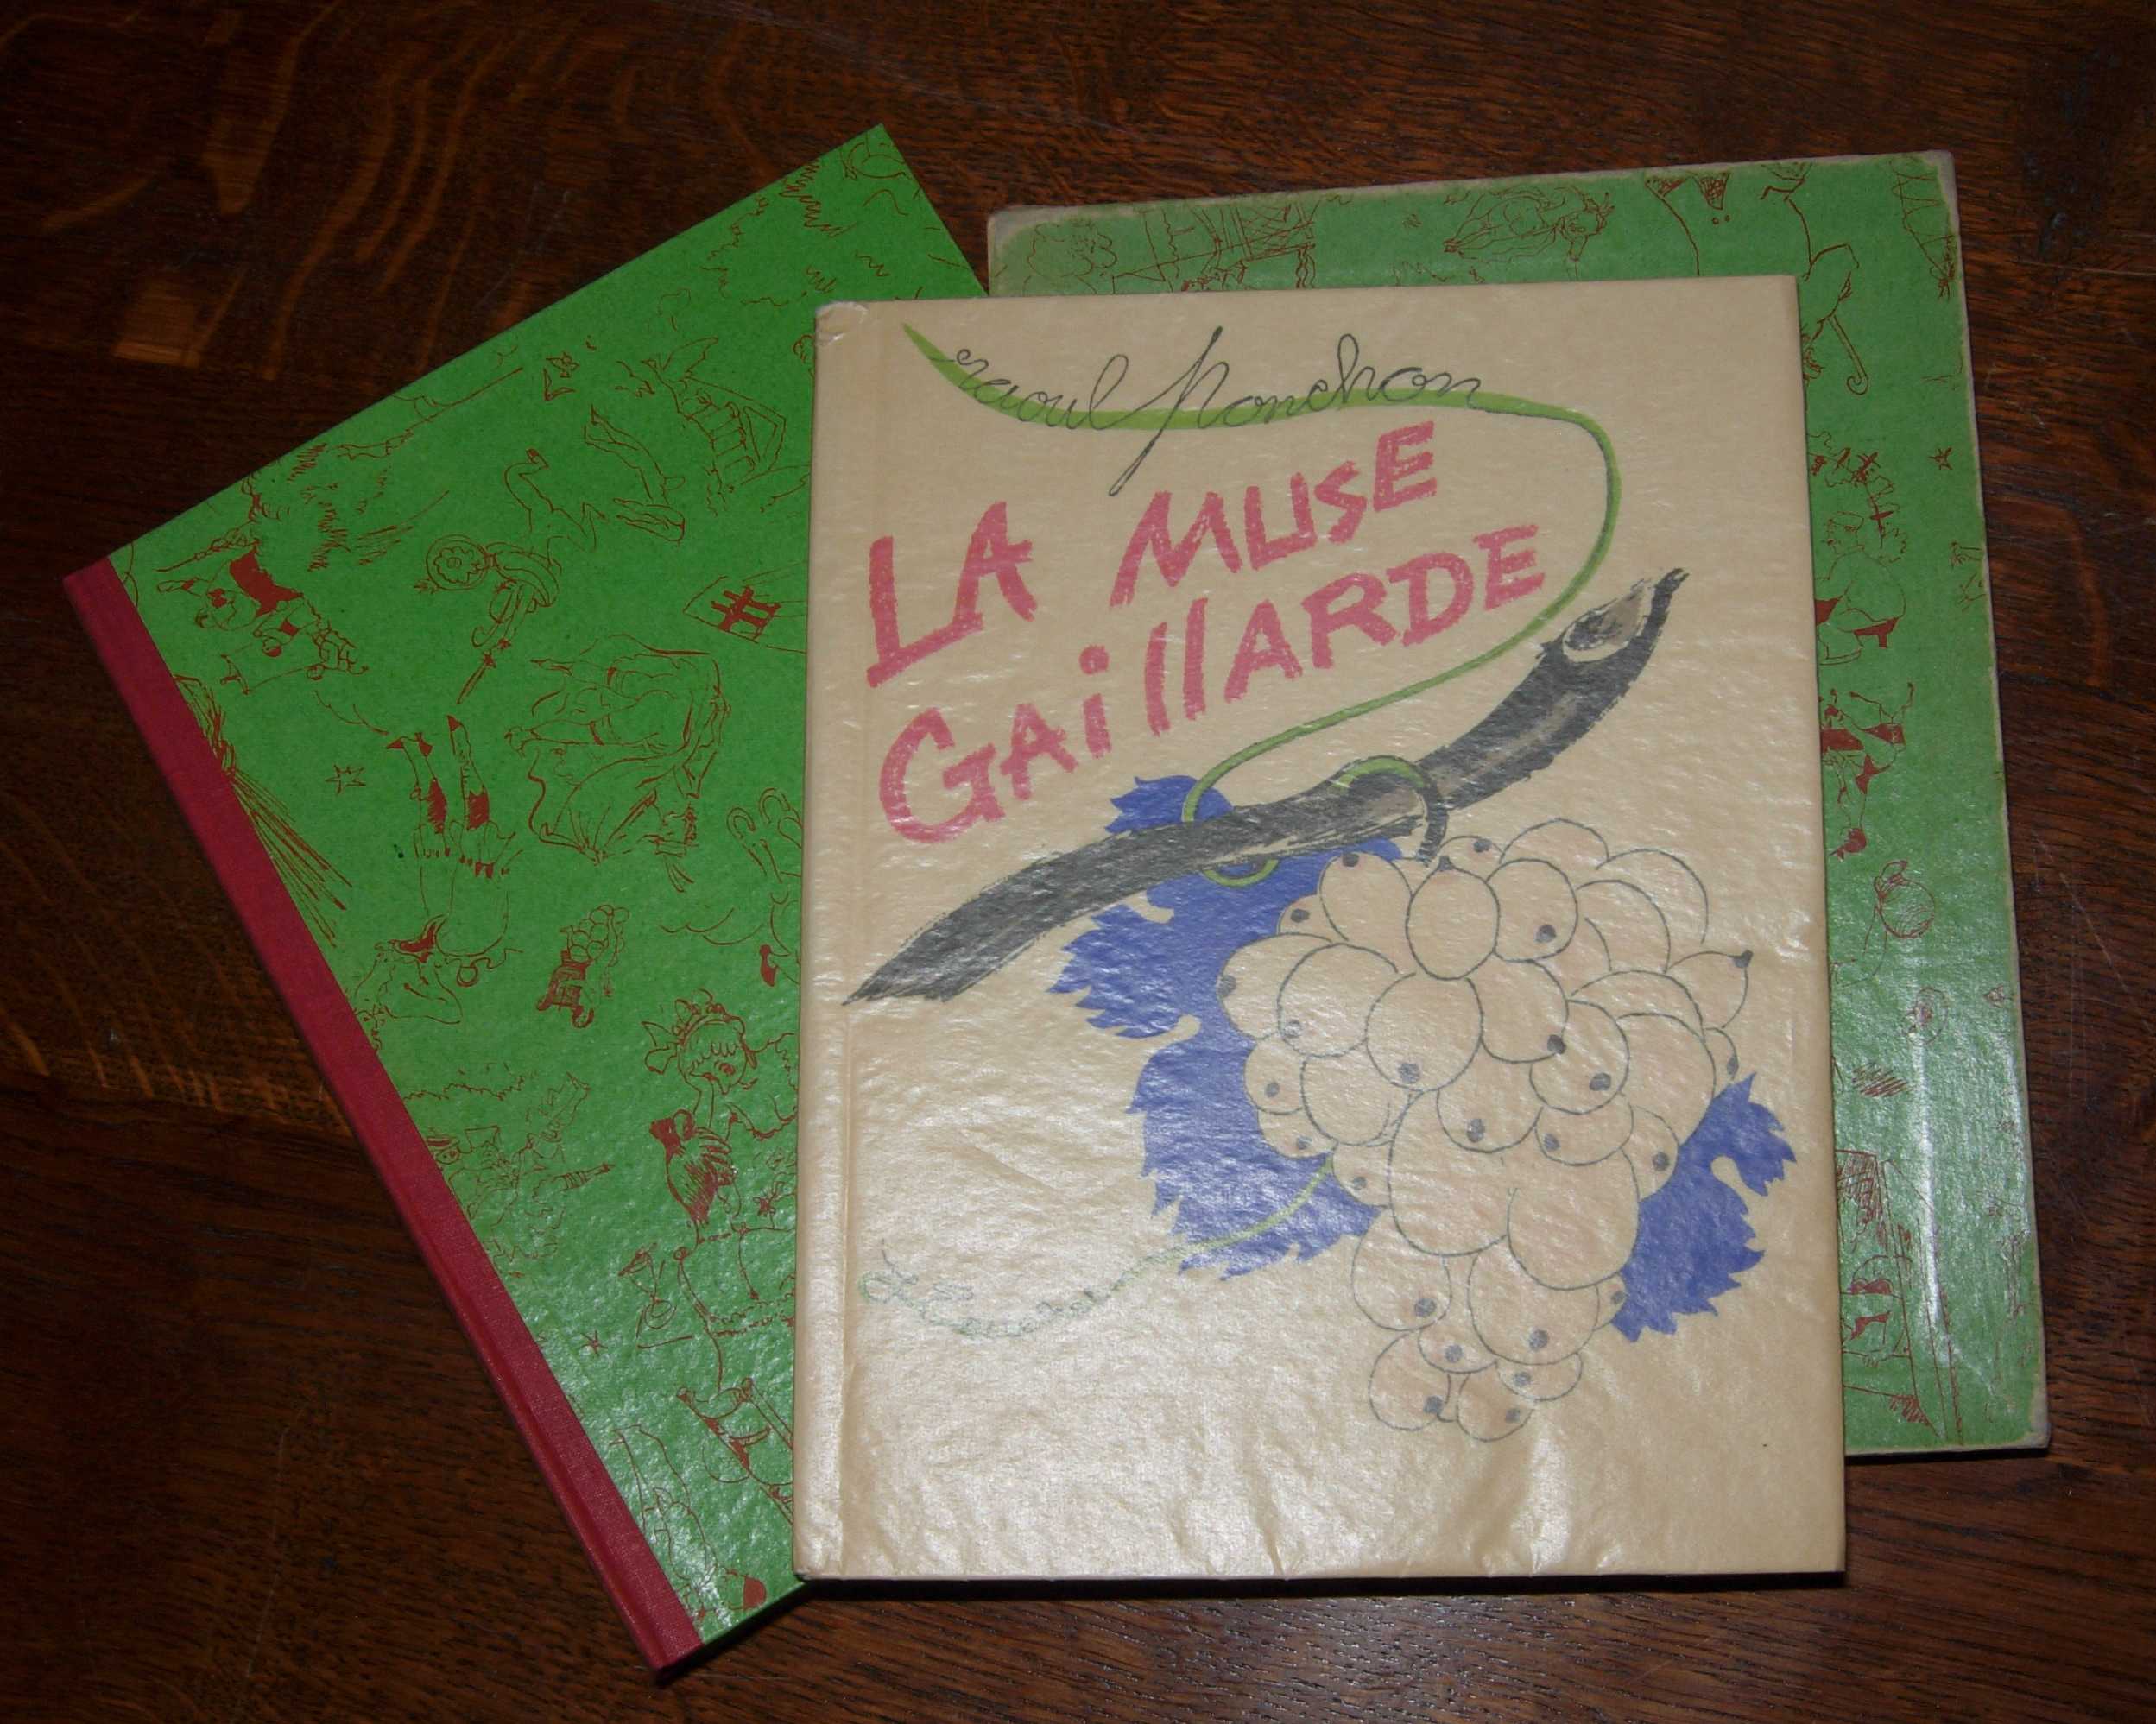 raoul Ponchon
LA MUSE
GAillARDE